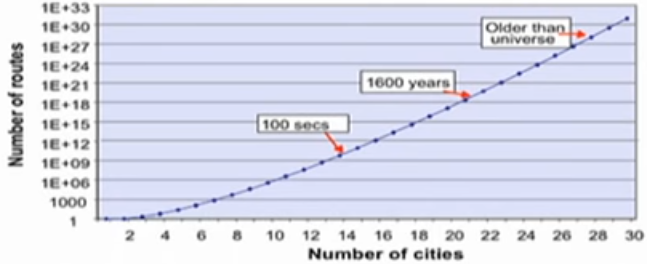 1E+33
1E+30
1E+27
1E+24
1E+21
1E+18
1E+15
1E+12
1E+09
1E+06
1000
1
Number of routes
Older than
universe
1600 years
100 secs
2 4 6 8 10 12 14 16 18 20 22 24 26 28 30
Number of cities